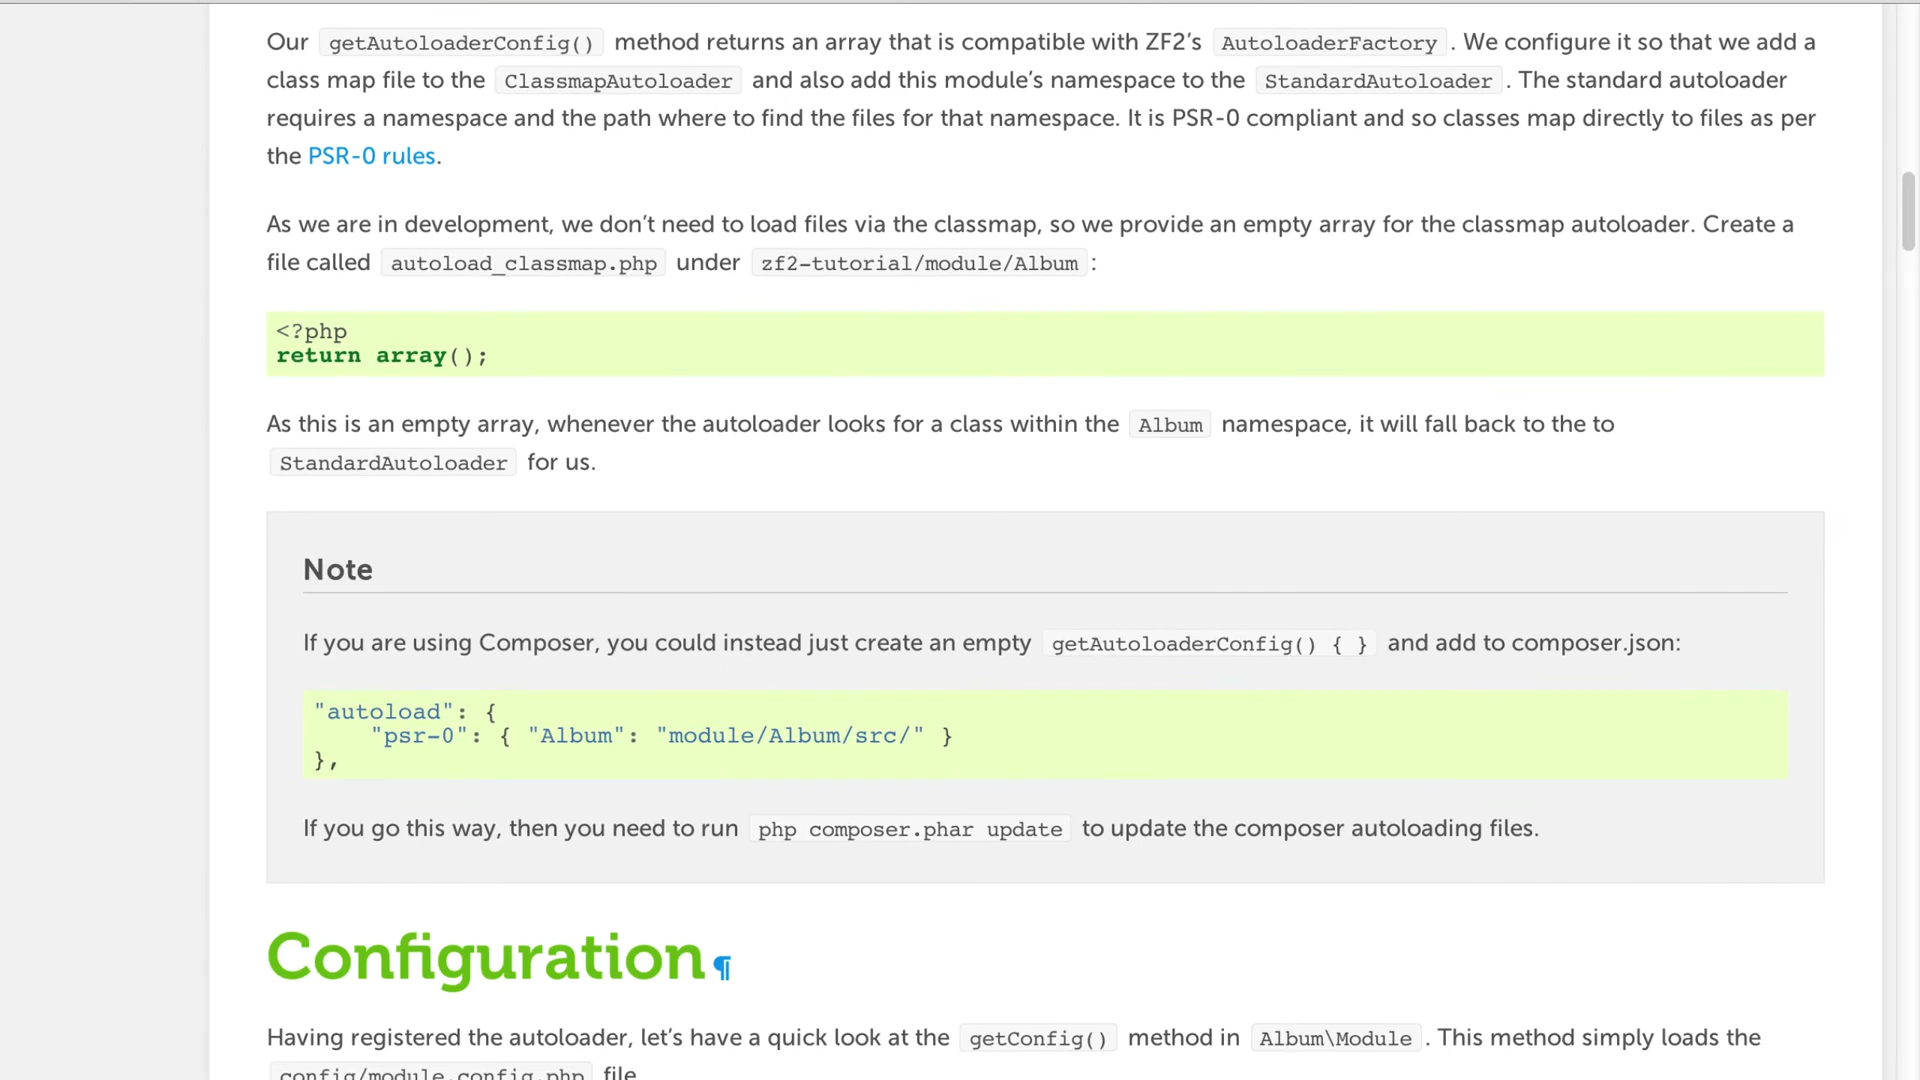 Our getAutoloaderConfig() method returns an array that is compatible with ZF2’s AutoloaderFactory . We configure it so that we add a
class map file to the ClassmapAutoloader and also add this module’s namespace to the StandardAutoloader . The standard autoloader
requires a namespace and the path where to find the files for that namespace. It is PSR-0 compliant and so classes map directly to files as per
the PSR-0 rules.
As we are in development, we don’t need to load files via the classmap, so we provide an empty array for the classmap autoloader. Create a
file called autoload_classmap.php under zf2-tutorial/module/Album :
<?php
return array();
As this is an empty array, whenever the autoloader looks for a class within the Album namespace, it will fall back to the to
StandardAutoloader for us.
Note
If you are using Composer, you could instead just create an empty getAutoloaderConfig() { } and add to composer.json:
"autoload": {
    "psr-0": { "Album": "module/Album/src/" }
},
If you go this way, then you need to run php composer.phar update to update the composer autoloading files.
Configuration¶
Having registered the autoloader, let’s have a quick look at the getConfig() method in Album\Module . This method simply loads the
config/module.config.php file